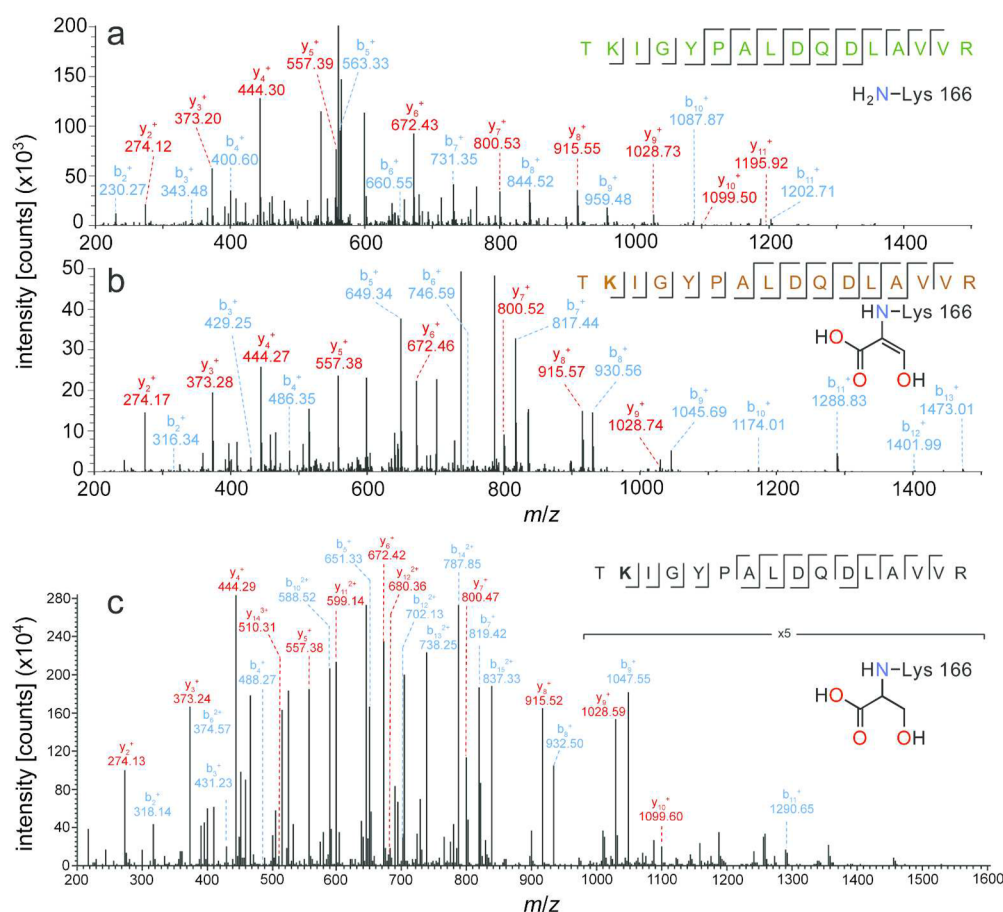 a
intensity [counts] (x10³)
200
150
100
50
0
T K I G Y P A L D Q D L A V V R
H₂N–Lys 166
y₂⁺
274.12
y₃⁺
373.20
y₄⁺
444.30
y₅⁺
557.39
b₅⁺
563.33
y₆⁺
672.43
y₇⁺
800.53
y₈⁺
915.55
y₉⁺
1028.73
b₁₀⁺
1087.87
y₁₁⁺
1195.92
b₂⁺
230.27
b₃⁺
343.48
b₄⁺
400.60
b₆⁺
660.55
b₇⁺
731.35
b₈⁺
844.52
b₉⁺
959.48
y₁₀⁺
1099.50
b₁₁⁺
1202.71
200 400 600 800 1000 1200 1400
b
50
40
30
20
10
0
T K I G Y P A L D Q D L A V V R
HN–Lys 166
HO
O
OH
y₂⁺
274.17
b₂⁺
316.34
y₃⁺
373.28
b₃⁺
429.25
y₄⁺
444.27
b₄⁺
486.35
y₅⁺
557.38
b₅⁺
649.34
y₆⁺
672.46
b₆⁺
746.59
y₇⁺
800.52
b₇⁺
817.44
y₈⁺
915.57
b₈⁺
930.56
y₉⁺
1028.74
b₉⁺
1045.69
b₁₀⁺
1174.01
b₁₁⁺
1288.83
b₁₂⁺
1401.99
b₁₃⁺
1473.01
200 400 600 800 1000 1200 1400
m/z
c
intensity [counts] (x10⁴)
280
240
200
160
120
80
40
0
T K I G Y P A L D Q D L A V V R
x5
HN–Lys 166
HO
O
OH
y₂⁺
274.13
b₂⁺
318.14
y₃⁺
373.24
374.57
b₃⁺
431.23
y₄⁺
444.29
b₄⁺
488.27
y₁₄³⁺
510.31
y₅⁺
557.38
b₁₀²⁺
588.52
y₁₁²⁺
599.14
b₅⁺
651.33
y₆⁺
672.42
y₁₂²⁺
680.36
b₁₂²⁺
702.13
738.25
b₁₄²⁺
787.85
y₇⁺
800.47
b₇⁺
819.42
837.33
y₈⁺
915.52
b₈⁺
932.50
y₉⁺
1028.59
b₉⁺
1047.55
y₁₀⁺
1099.60
b₁₁⁺
1290.65
200 300 400 500 600 700 800 900 1000 1100 1200 1300 1400 1500 1600
m/z